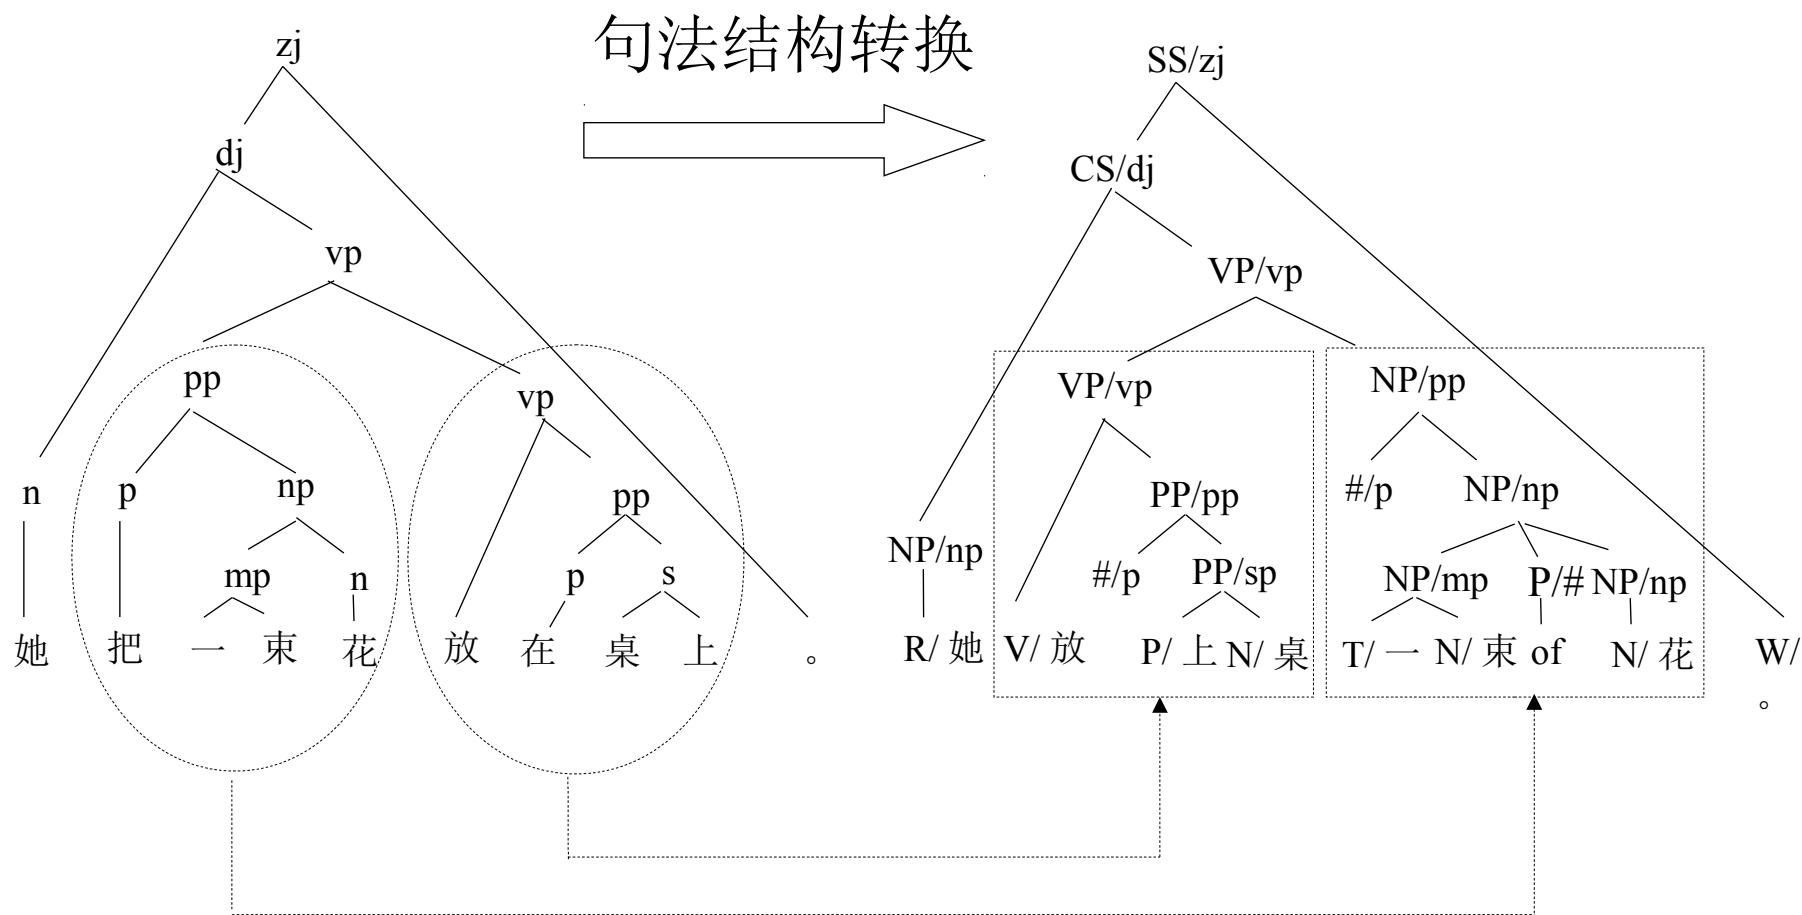 句法结构转换
zj
dj
vp
pp
vp
n
p
np
pp
mp
n
p
s
她 把 一 束 花 放 在 桌 上 。
SS/zj
CS/dj
VP/vp
VP/vp
NP/pp
PP/pp
#/p
NP/np
NP/np
#/p
PP/sp
NP/mp
P/#
NP/np
R/ 她 V/ 放 P/ 上 N/ 桌 T/ 一 N/ 束 of N/ 花 W/
。